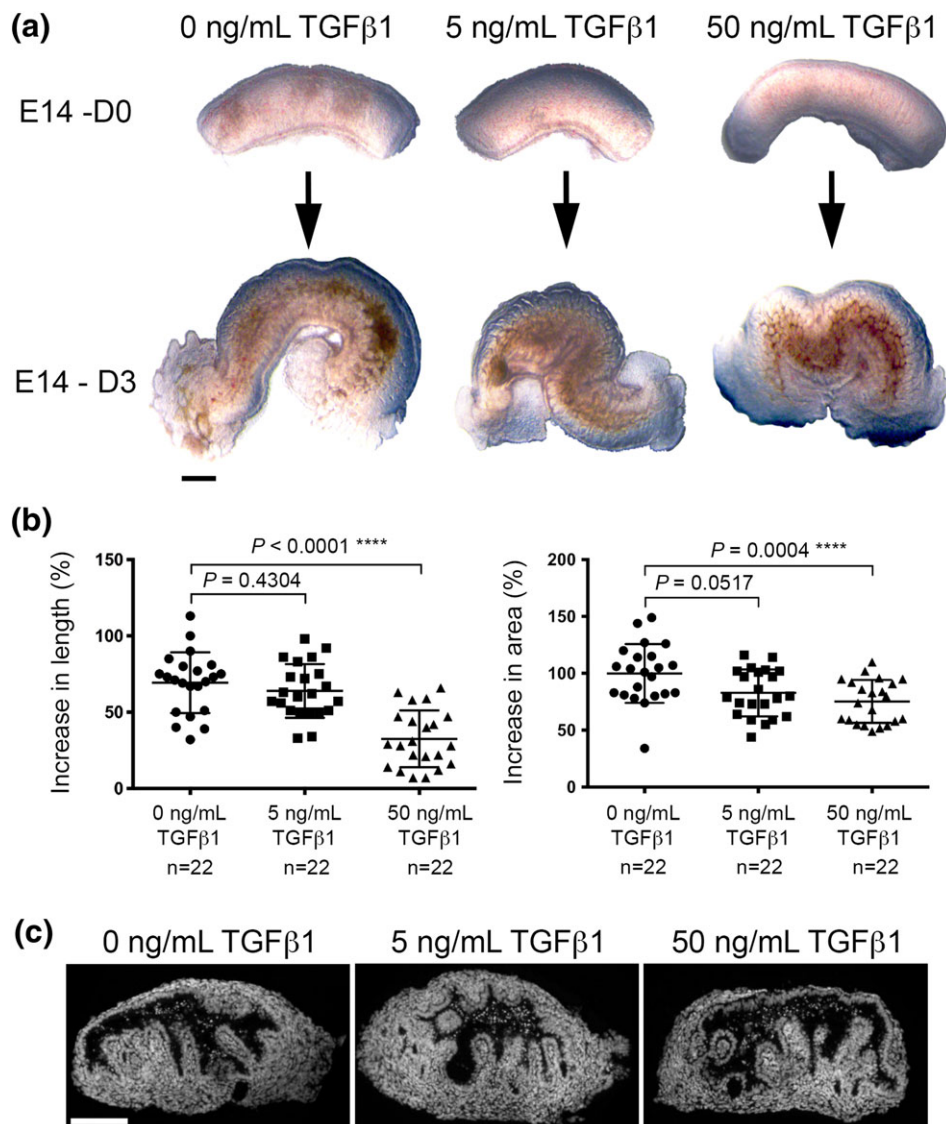 (a)
0 ng/mL TGFβ1 5 ng/mL TGFβ1 50 ng/mL TGFβ1
E14 -D0
E14 - D3
(b)
P < 0.0001 ****
P = 0.4304
Increase in length (%)
150
100
50
0
0 ng/mL 5 ng/mL 50 ng/mL
TGFβ1 TGFβ1 TGFβ1
n=22 n=22 n=22
P = 0.0004 ****
P = 0.0517
Increase in area (%)
200
150
100
50
0
0 ng/mL 5 ng/mL 50 ng/mL
TGFβ1 TGFβ1 TGFβ1
n=22 n=22 n=22
(c)
0 ng/mL TGFβ1 5 ng/mL TGFβ1 50 ng/mL TGFβ1